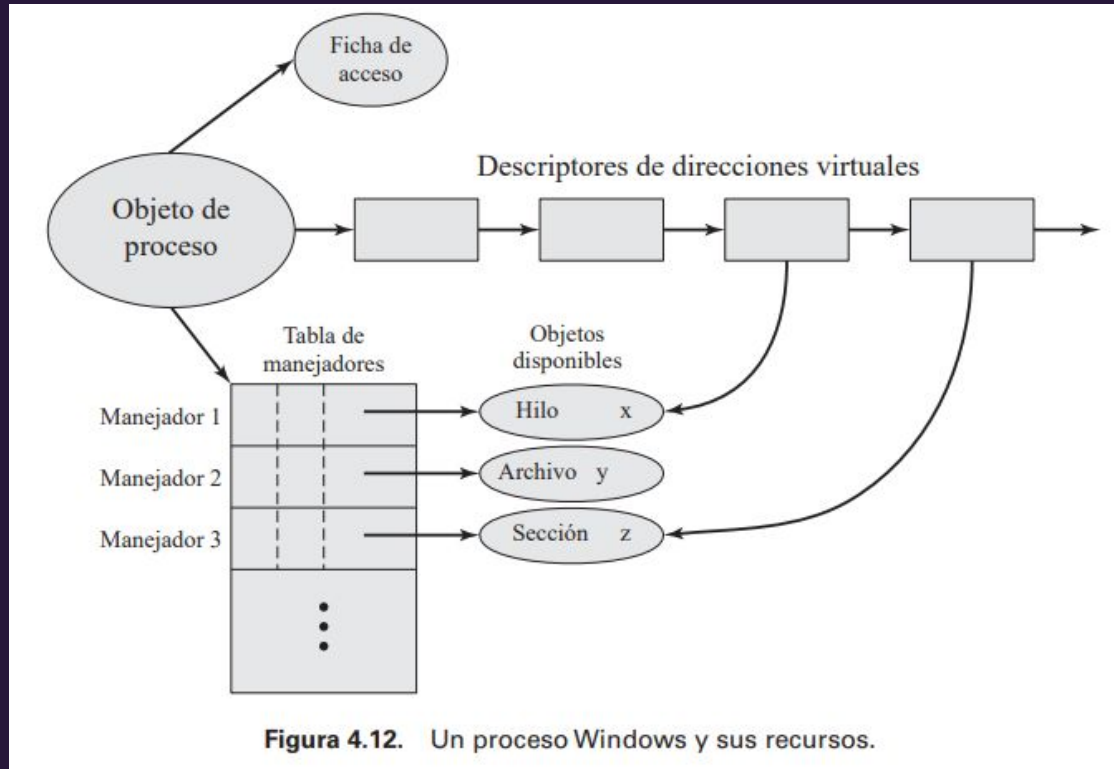 Ficha de
acceso
Descriptores de direcciones virtuales
Objeto de
proceso
Tabla de
manejadores
Objetos
disponibles
Manejador 1
Hilo x
Manejador 2
Archivo y
Manejador 3
Sección z
Figura 4.12. Un proceso Windows y sus recursos.